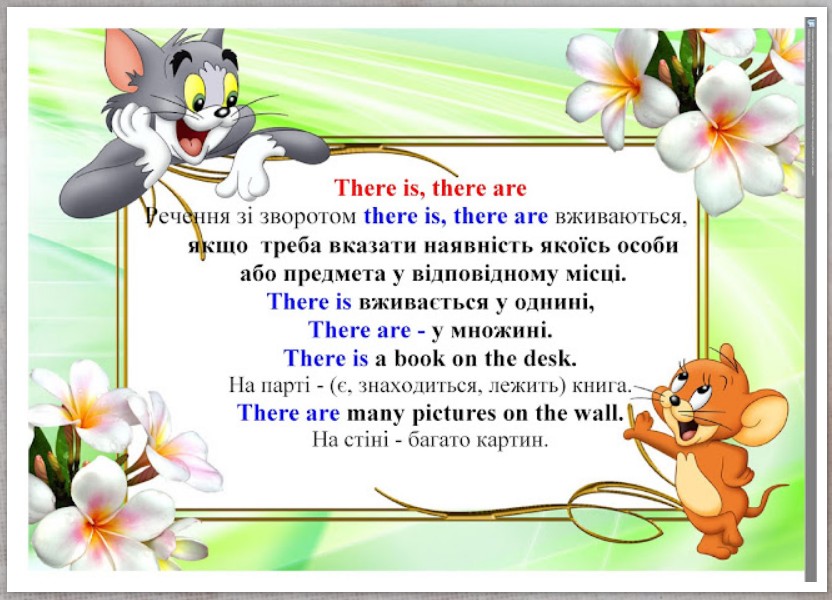 There is, there are
Речення зі зворотом there is, there are вживаються,
якщо треба вказати наявність якоїсь особи
або предмета у відповідному місці.
There is вживається у однині,
There are - у множині.
There is a book on the desk.
На парті - (є, знаходиться, лежить) книга.
There are many pictures on the wall.
На стіні - багато картин.